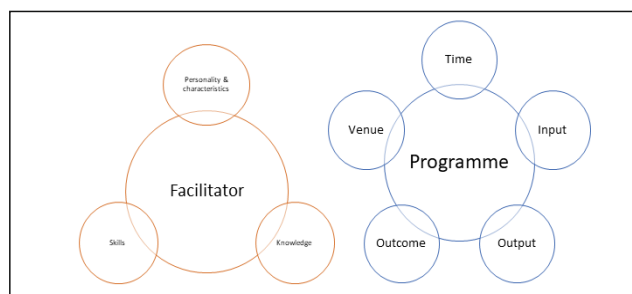 Personality &
characteristics
Facilitator
Skills
Knowledge
Time
Venue
Input
Programme
Outcome
Output